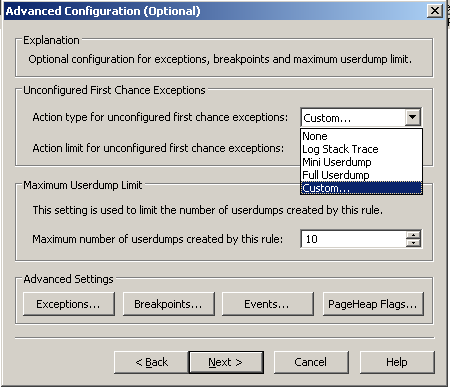 Advanced Configuration (Optional)
Explanation
Optional configuration for exceptions, breakpoints and maximum userdump limit.
Unconfigured First Chance Exceptions
Action type for unconfigured first chance exceptions: Custom...
None
Action limit for unconfigured first chance exceptions:
Log Stack Trace
Mini Userdump
Full Userdump
Custom...
Maximum Userdump Limit
This setting is used to limit the number of userdumps created by this rule.
Maximum number of userdumps created by this rule: 10
Advanced Settings
Exceptions... Breakpoints... Events... PageHeap Flags...
< Back Next > Cancel Help